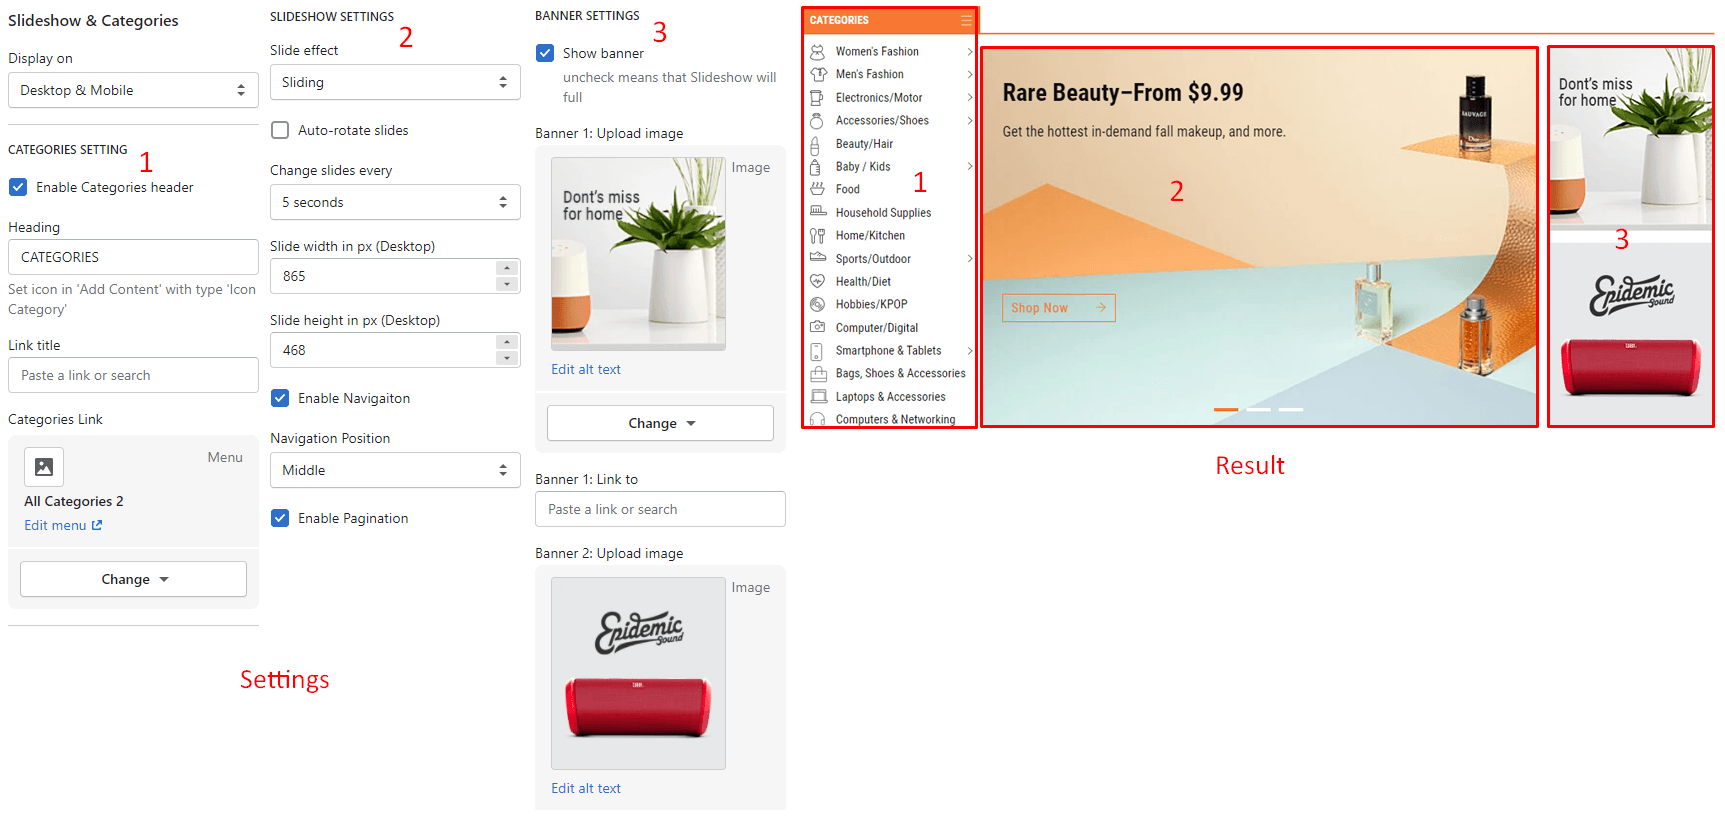 Slideshow & Categories
Display on
Desktop & Mobile
CATEGORIES SETTING
1
Enable Categories header
Heading
CATEGORIES
Set icon in 'Add Content' with type 'Icon
Category'
Link title
Paste a link or search
Categories Link
Menu
All Categories 2
Edit menu
Change
SLIDESHOW SETTINGS
2
Slide effect
Sliding
Auto-rotate slides
Change slides every
5 seconds
Slide width in px (Desktop)
865
Slide height in px (Desktop)
468
Enable Navigaiton
Navigation Position
Middle
Enable Pagination
BANNER SETTINGS
3
Show banner
uncheck means that Slideshow will
full
Banner 1: Upload image
Image
Dont's miss
for home
Edit alt text
Change
Banner 1: Link to
Paste a link or search
Banner 2: Upload image
Image
Epidemic
Sound
JBL
Edit alt text
Settings
CATEGORIES
Women's Fashion
Men's Fashion
Electronics/Motor
Accessories/Shoes
Beauty/Hair
Baby / Kids
1
Food
Household Supplies
Home/Kitchen
Sports/Outdoor
Health/Diet
Hobbies/KPOP
Computer/Digital
Smartphone & Tablets
Bags, Shoes & Accessories
Laptops & Accessories
Computers & Networking
Rare Beauty–From $9.99
Get the hottest in-demand fall makeup, and more.
2
Shop Now
SAUVAGE
Dior
Dont's miss
for home
3
Epidemic
Sound
JBL
Result